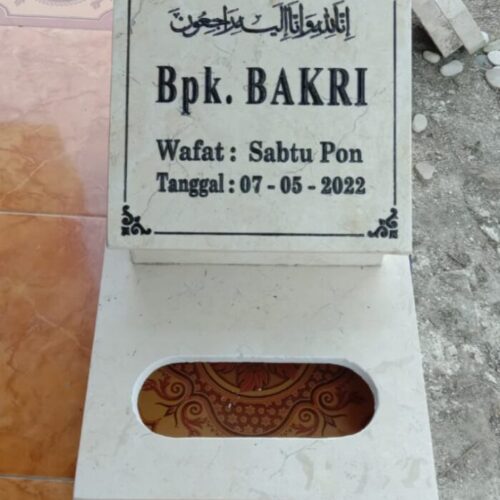 إنا لله وإنا إليه راجعون
Bpk. BAKRI
Wafat : Sabtu Pon
Tanggal : 07 - 05 - 2022